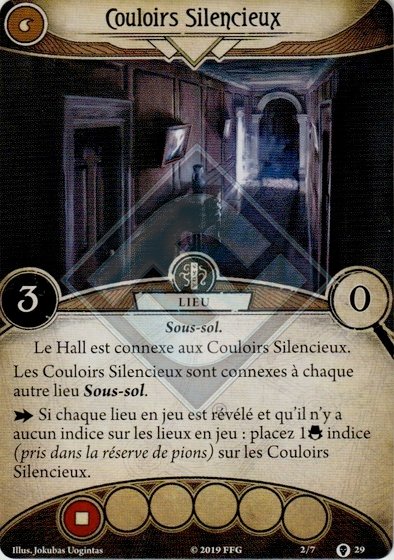 Couloirs Silencieux
3
LIEU
0
Sous-sol.
Le Hall est connexe aux Couloirs Silencieux.
Les Couloirs Silencieux sont connexes à chaque
autre lieu Sous-sol.
Si chaque lieu en jeu est révélé et qu'il n'y a
aucun indice sur les lieux en jeu : placez 1 indice
(pris dans la réserve de pions) sur les Couloirs
Silencieux.
Illus. Jokubas Uogintas © 2019 FFG 2/7 29